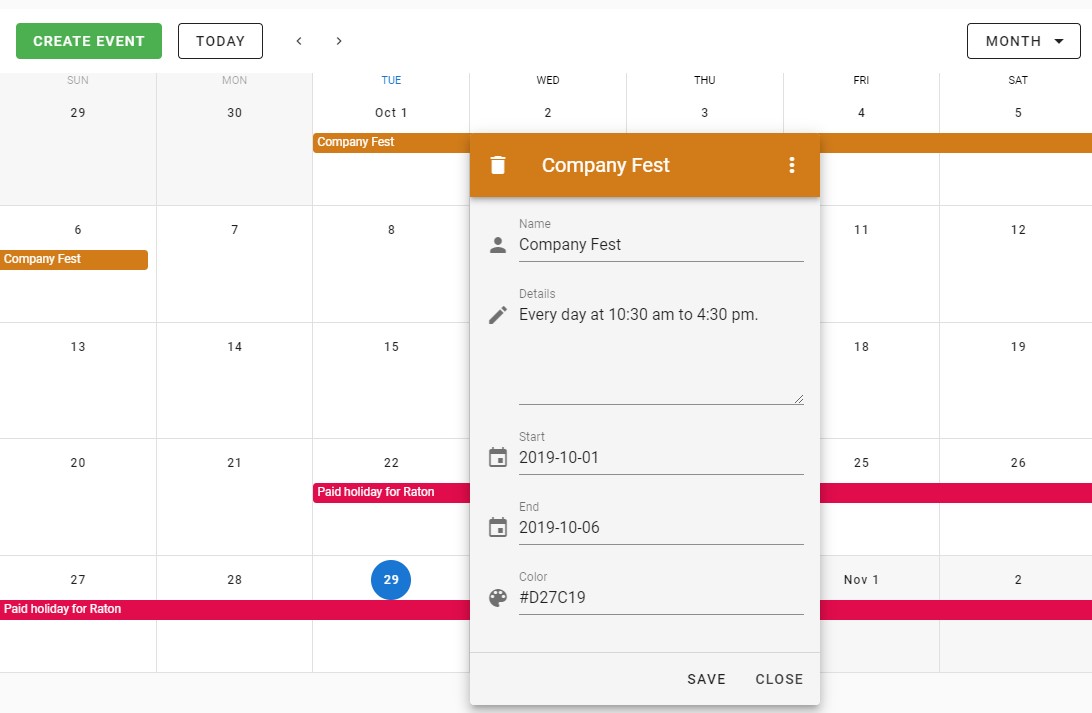 CREATE EVENT TODAY < > MONTH
SUN MON TUE WED THU FRI SAT
29 30 Oct 1 2 3 4 5
Company Fest
Company Fest
Name
Company Fest
6 7 8 11 12
Company Fest
Details
Every day at 10:30 am to 4:30 pm.
13 14 15 18 19
Start
2019-10-01
20 21 22 25 26
Paid holiday for Raton
End
2019-10-06
27 28 29 Nov 1 2
Color
#D27C19
Paid holiday for Raton
SAVE CLOSE